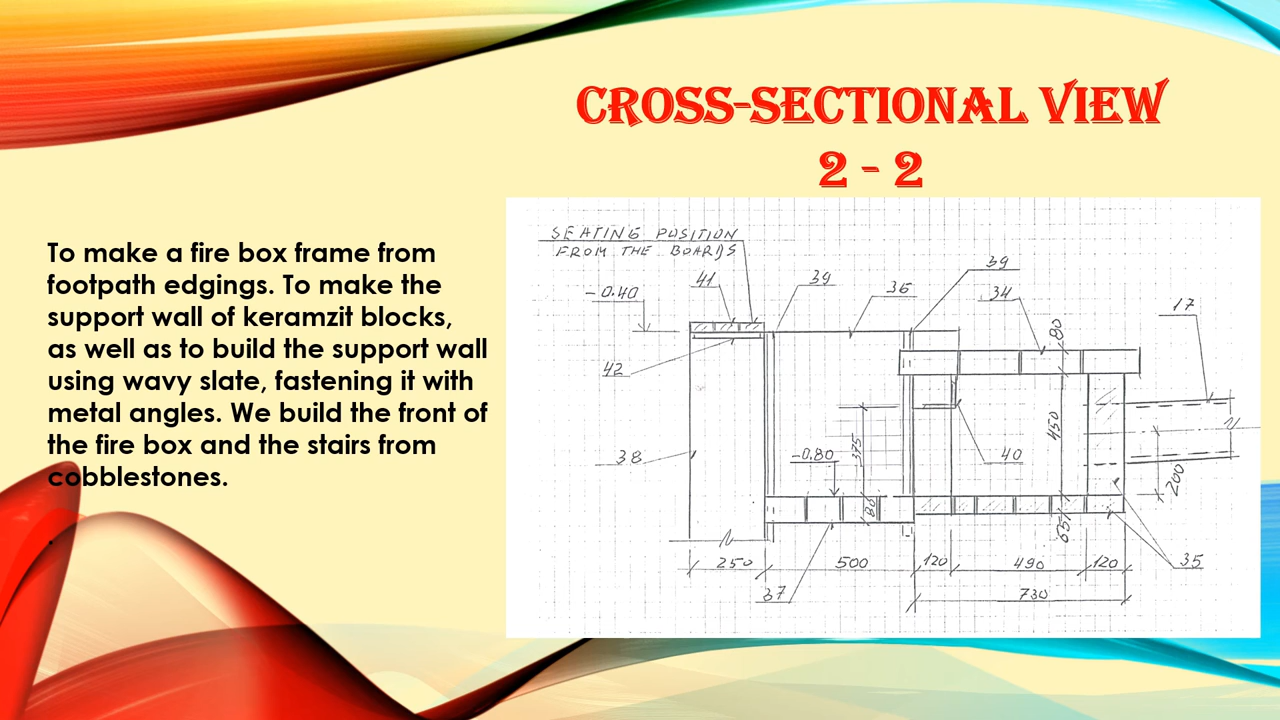 CROSS-SECTIONAL VIEW
2 - 2
To make a fire box frame from
footpath edgings. To make the
support wall of keramzit blocks,
as well as to build the support wall
using wavy slate, fastening it with
metal angles. We build the front of
the fire box and the stairs from
cobblestones.
.
SEATING POSITION
FROM THE BOARDS
39
41
39
-0.40
36
34
17
80
42
450
375
38
-0.80
40
200
80
65
250
500
120
490
120
35
37
730